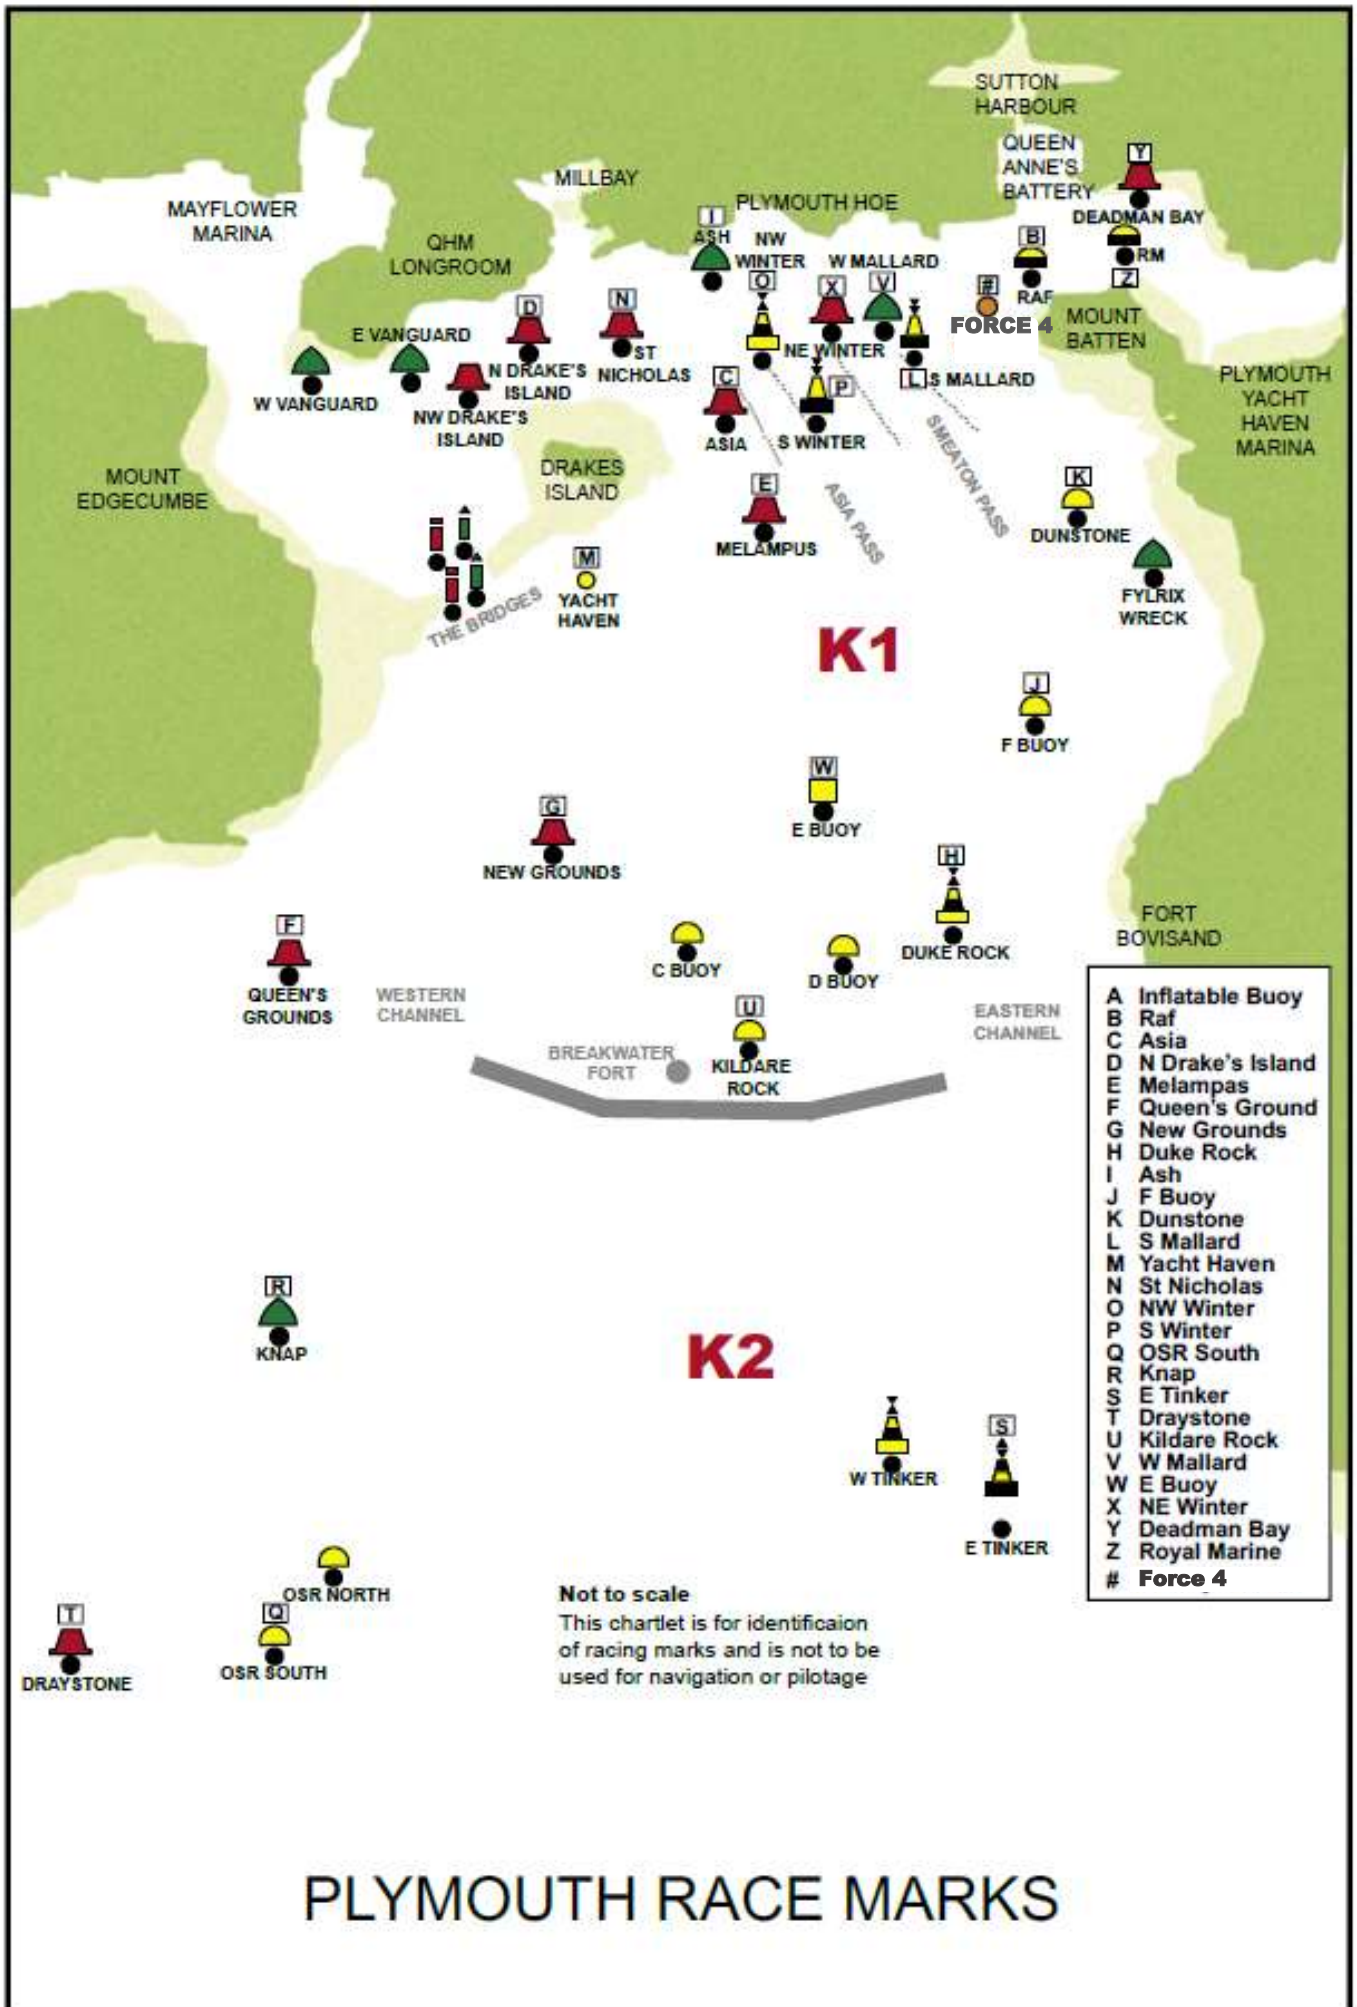 SUTTON
HARBOUR
QUEEN
ANNE'S
BATTERY
Y
DEADMAN BAY
MILLBAY
MAYFLOWER
MARINA
PLYMOUTH HOE
I
ASH
NW
WINTER
O
W MALLARD
X
V
B
RAF
RM
Z
#
FORCE 4
QHM
LONGROOM
D
N
E VANGUARD
MOUNT
BATTEN
NE WINTER
ST
NICHOLAS
N DRAKE'S
ISLAND
C
P
L
S MALLARD
W VANGUARD
NW DRAKE'S
ISLAND
ASIA
S WINTER
PLYMOUTH
YACHT
HAVEN
MARINA
MOUNT
EDGECUMBE
DRAKES
ISLAND
E
MELAMPUS
ASIA PASS
SMEATON PASS
K
DUNSTONE
M
YACHT
HAVEN
THE BRIDGES
FYLRIX
WRECK
K1
J
F BUOY
W
E BUOY
G
NEW GROUNDS
H
DUKE ROCK
F
QUEEN'S
GROUNDS
C BUOY
D BUOY
FORT
BOVISAND
WESTERN
CHANNEL
U
KILDARE
ROCK
EASTERN
CHANNEL
BREAKWATER
FORT
A Inflatable Buoy
B Raf
C Asia
D N Drake's Island
E Melampas
F Queen's Ground
G New Grounds
H Duke Rock
I Ash
J F Buoy
K Dunstone
L S Mallard
M Yacht Haven
N St Nicholas
O NW Winter
P S Winter
Q OSR South
R Knap
S E Tinker
T Draystone
U Kildare Rock
V W Mallard
W E Buoy
X NE Winter
Y Deadman Bay
Z Royal Marine
# Force 4
R
KNAP
K2
W TINKER
S
E TINKER
OSR NORTH
T
DRAYSTONE
Q
OSR SOUTH
Not to scale
This chartlet is for identificaion
of racing marks and is not to be
used for navigation or pilotage
PLYMOUTH RACE MARKS